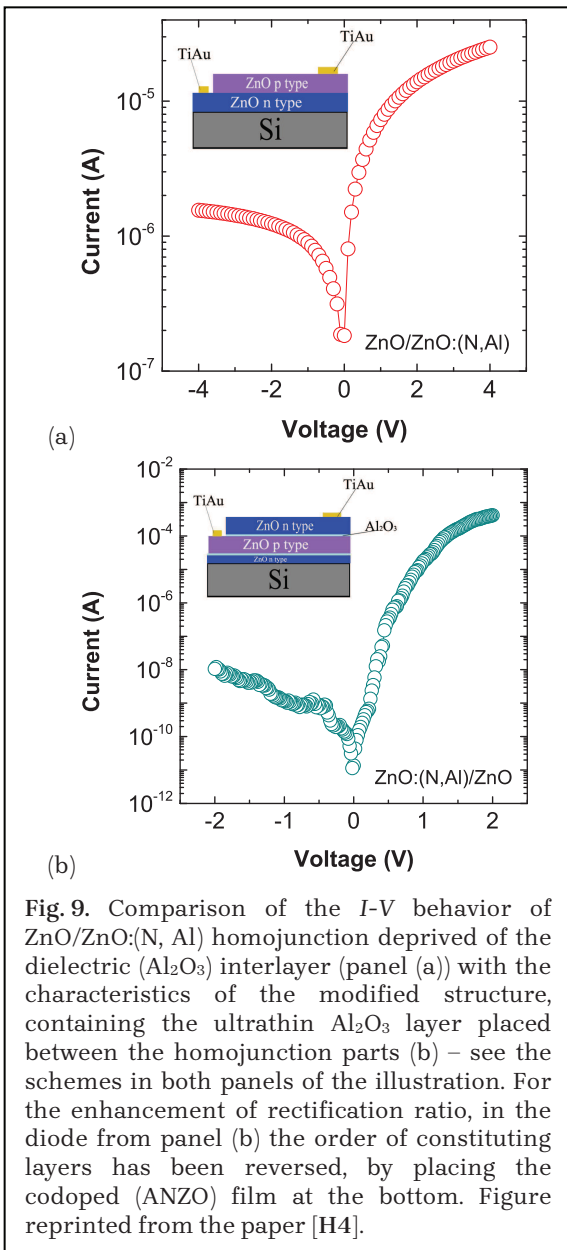 TiAu
TiAu
ZnO p type
ZnO n type
Si
10⁻⁵
10⁻⁶
10⁻⁷
Current (A)
ZnO/ZnO:(N,Al)
-4 -2 0 2 4
Voltage (V)
(a)
10⁻²
10⁻⁴
10⁻⁶
10⁻⁸
10⁻¹⁰
10⁻¹²
Current (A)
TiAu
TiAu
ZnO n type
Al₂O₃
ZnO p type
ZnO n type
Si
ZnO:(N,Al)/ZnO
-2 -1 0 1 2
Voltage (V)
(b)
Fig. 9. Comparison of the I-V behavior of
ZnO/ZnO:(N, Al) homojunction deprived of the
dielectric (Al₂O₃) interlayer (panel (a)) with the
characteristics of the modified structure,
containing the ultrathin Al₂O₃ layer placed
between the homojunction parts (b) – see the
schemes in both panels of the illustration. For
the enhancement of rectification ratio, in the
diode from panel (b) the order of constituting
layers has been reversed, by placing the
codoped (ANZO) film at the bottom. Figure
reprinted from the paper [H4].